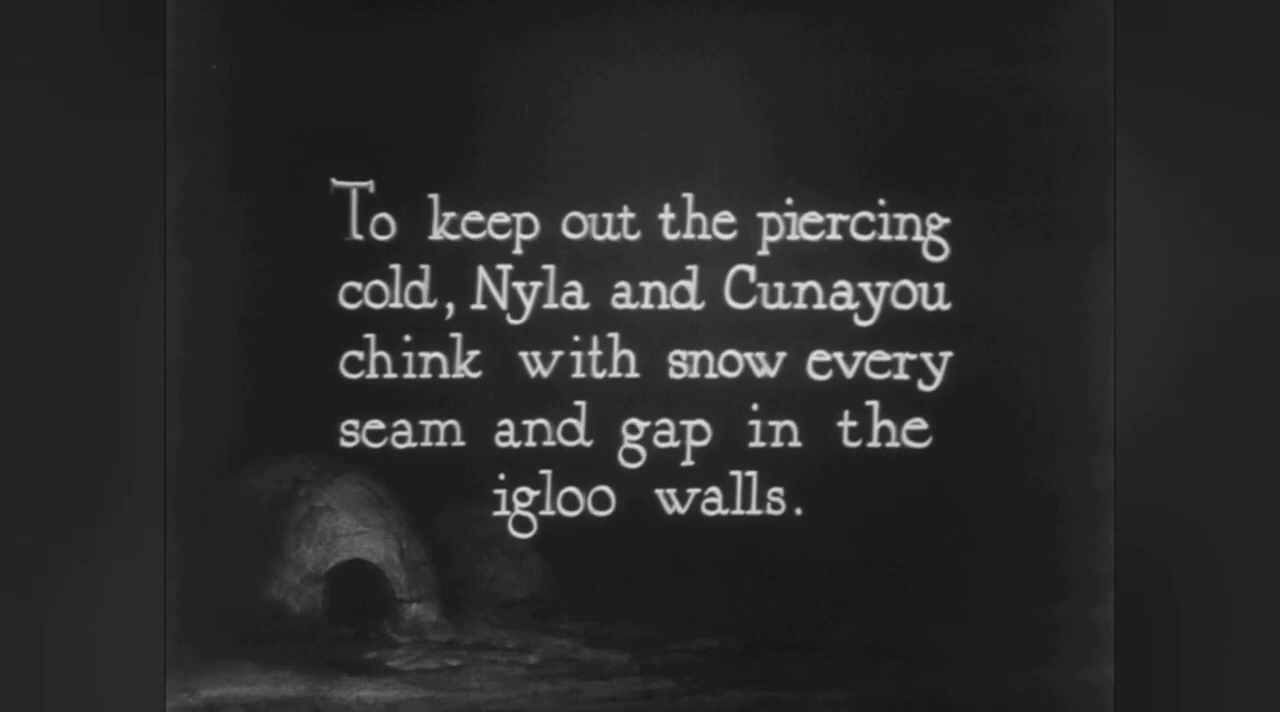 To keep out the piercing
cold, Nyla and Cunayou
chink with snow every
seam and gap in the
igloo walls.